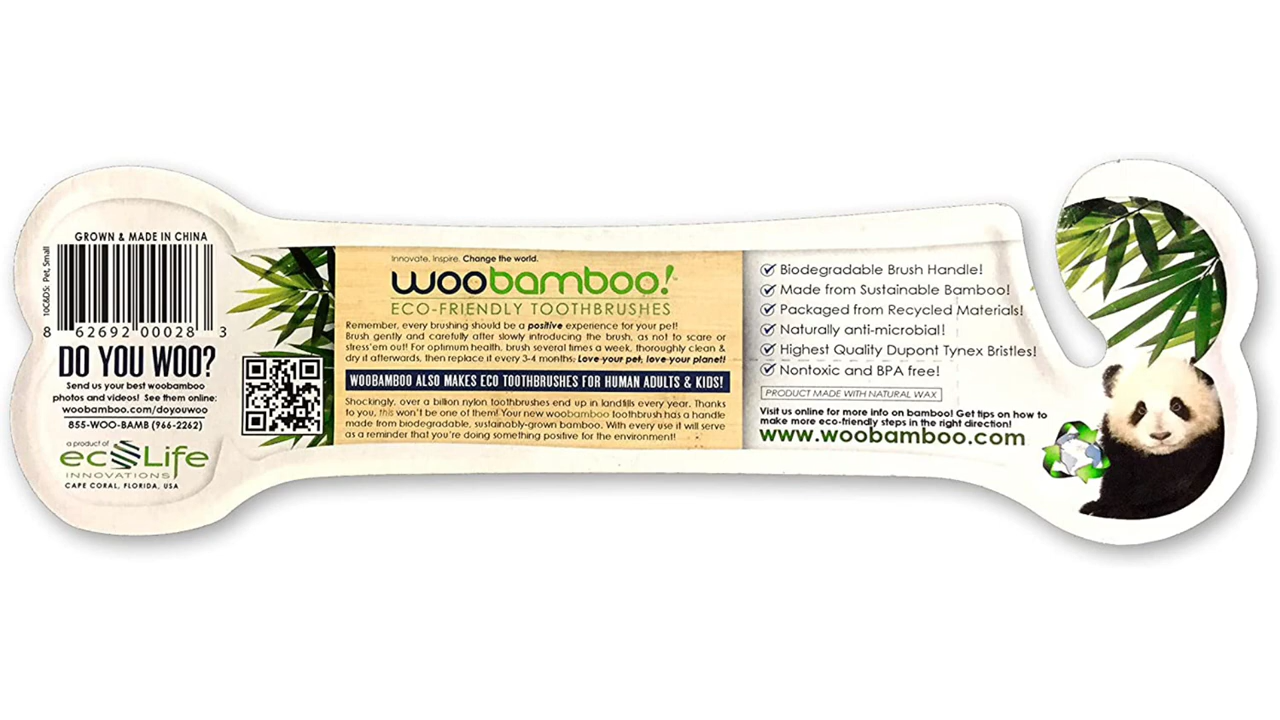 GROWN & MADE IN CHINA
10C6DS: Pet, Small
8 62692 00028 3
DO YOU WOO?
Send us your best woobamboo
photos and videos! See them online:
woobamboo.com/doyouwoo
855-WOO-BAMB (966-2262)
a product of
ecoLife
INNOVATIONS
CAPE CORAL, FLORIDA, USA
Innovate. Inspire. Change the world.
woobamboo!™
ECO-FRIENDLY TOOTHBRUSHES
Remember, every brushing should be a positive experience for your pet!
Brush gently and carefully after slowly introducing the brush, as not to scare or
stress'em out! For optimum health, brush several times a week, thoroughly clean &
dry it afterwards, then replace it every 3-4 months. Love your pet, love your planet!
WOOBAMBOO ALSO MAKES ECO TOOTHBRUSHES FOR HUMAN ADULTS & KIDS!
Shockingly, over a billion nylon toothbrushes end up in landfills every year. Thanks
to you, this won't be one of them! Your new woobamboo toothbrush has a handle
made from biodegradable, sustainably-grown bamboo. With every use it will serve
as a reminder that you're doing something positive for the environment!
Biodegradable Brush Handle!
Made from Sustainable Bamboo!
Packaged from Recycled Materials!
Naturally anti-microbial!
Highest Quality Dupont Tynex Bristles!
Nontoxic and BPA free!
PRODUCT MADE WITH NATURAL WAX
Visit us online for more info on bamboo! Get tips on how to
make more eco-friendly steps in the right direction!
www.woobamboo.com